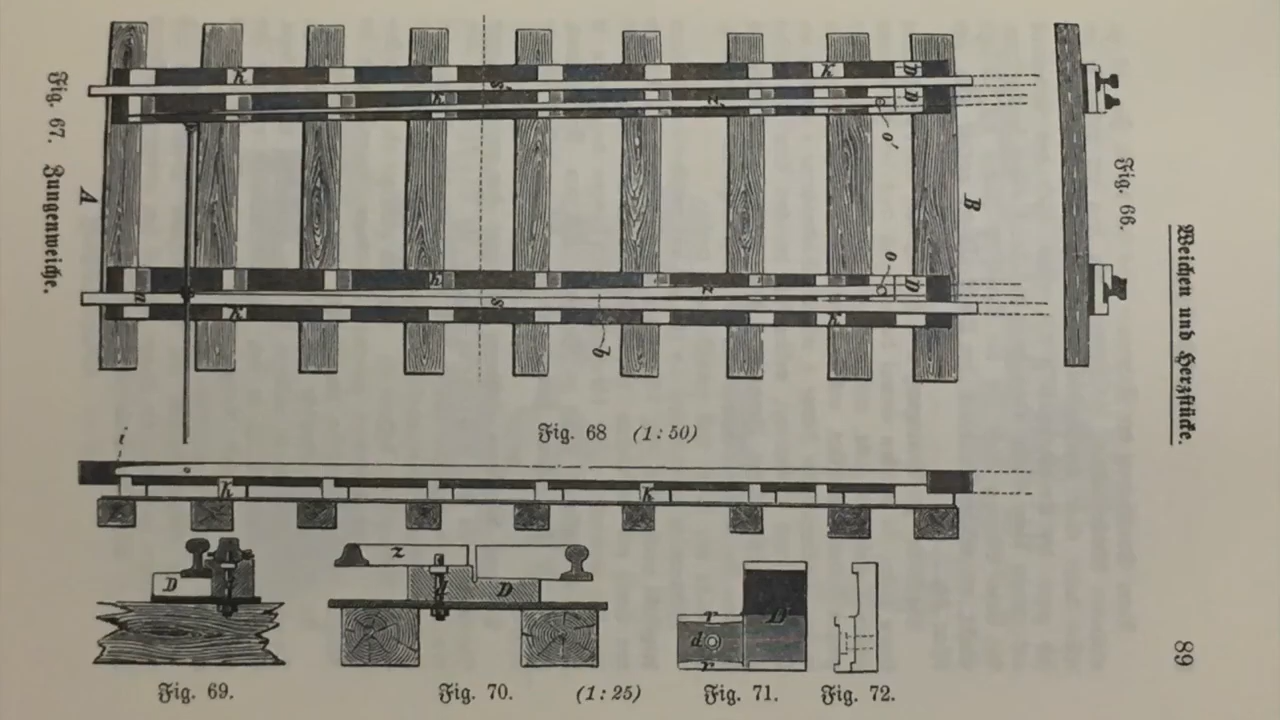 Weichen und Herzstücke.
89
Fig. 66.
Fig. 67. Zungenweiche.
A
B
k
k
D
s,
h
z,
D
o'
o
h
z
D
u
s
k
k
b
Fig. 68 (1:50)
i
h
k
D
z
D
r
D
d
r
Fig. 69.
Fig. 70. (1:25)
Fig. 71.
Fig. 72.